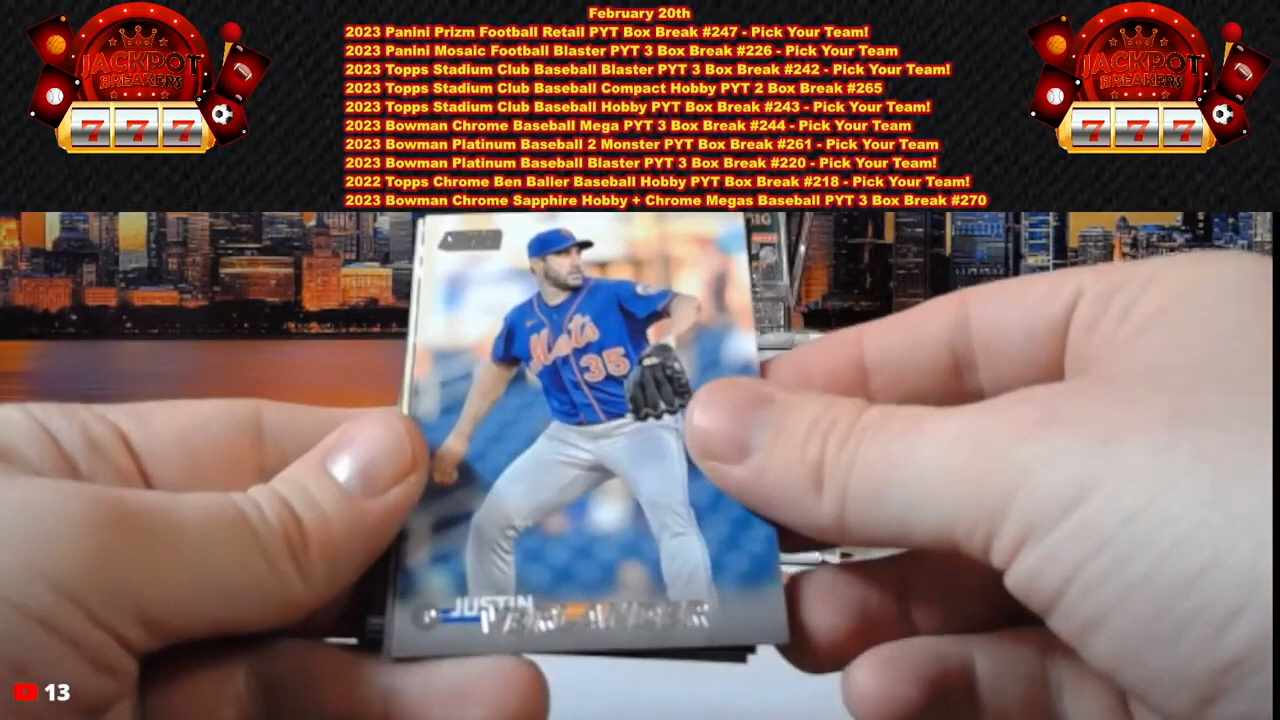 February 20th
2023 Panini Prizm Football Retail PYT Box Break #247 - Pick Your Team!
2023 Panini Mosaic Football Blaster PYT 3 Box Break #226 - Pick Your Team
2023 Topps Stadium Club Baseball Blaster PYT 3 Box Break #242 - Pick Your Team!
2023 Topps Stadium Club Baseball Compact Hobby PYT 2 Box Break #265
2023 Topps Stadium Club Baseball Hobby PYT Box Break #243 - Pick Your Team!
2023 Bowman Chrome Baseball Mega PYT 3 Box Break #244 - Pick Your Team
2023 Bowman Platinum Baseball 2 Monster PYT Box Break #261 - Pick Your Team
2023 Bowman Platinum Baseball Blaster PYT 3 Box Break #220 - Pick Your Team!
2022 Topps Chrome Ben Baller Baseball Hobby PYT Box Break #218 - Pick Your Team!
2023 Bowman Chrome Sapphire Hobby + Chrome Megas Baseball PYT 3 Box Break #270
JACKPOT
BREAKERS
7 7 7
JACKPOT
BREAKERS
7 7 7
Mets
35
JUSTIN
VERLANDER
13